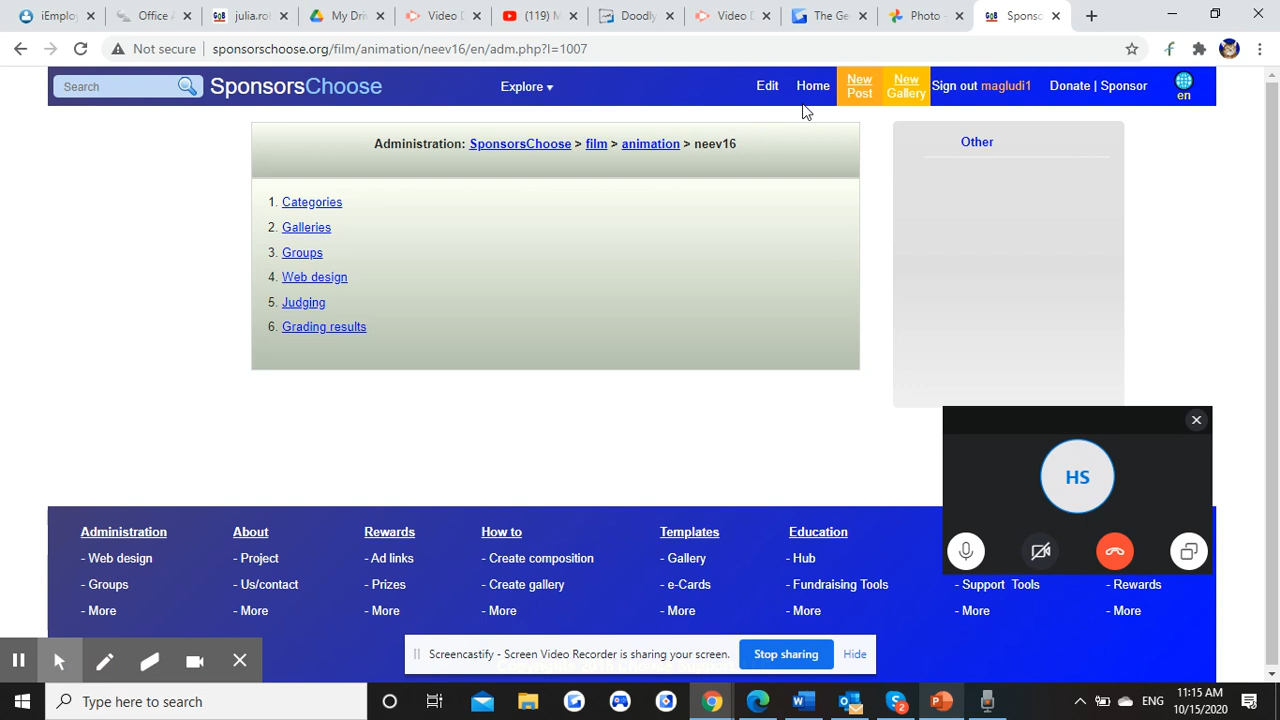 iEmploy
Office A
julia.ro
My Driv
Video D
(119) M
Doodly
Video D
The Ge
Photo -
Sponso
Not secure
sponsorschoose.org/film/animation/neev16/en/adm.php?I=1007
Search
SponsorsChoose
Explore ▾
Edit
Home
New Post
New Gallery
Sign out magludi1
Donate | Sponsor
en
Administration: SponsorsChoose > film > animation > neev16
Other
1. Categories
2. Galleries
3. Groups
4. Web design
5. Judging
6. Grading results
HS
Administration
- Web design
- Groups
- More
About
- Project
- Us/contact
- More
Rewards
- Ad links
- Prizes
- More
How to
- Create composition
- Create gallery
- More
Templates
- Gallery
- e-Cards
- More
Education
- Hub
- Fundraising Tools
- More
- Support Tools
- More
- Rewards
- More
Screencastify - Screen Video Recorder is sharing your screen.
Stop sharing
Hide
Type here to search
ENG
11:15 AM
10/15/2020